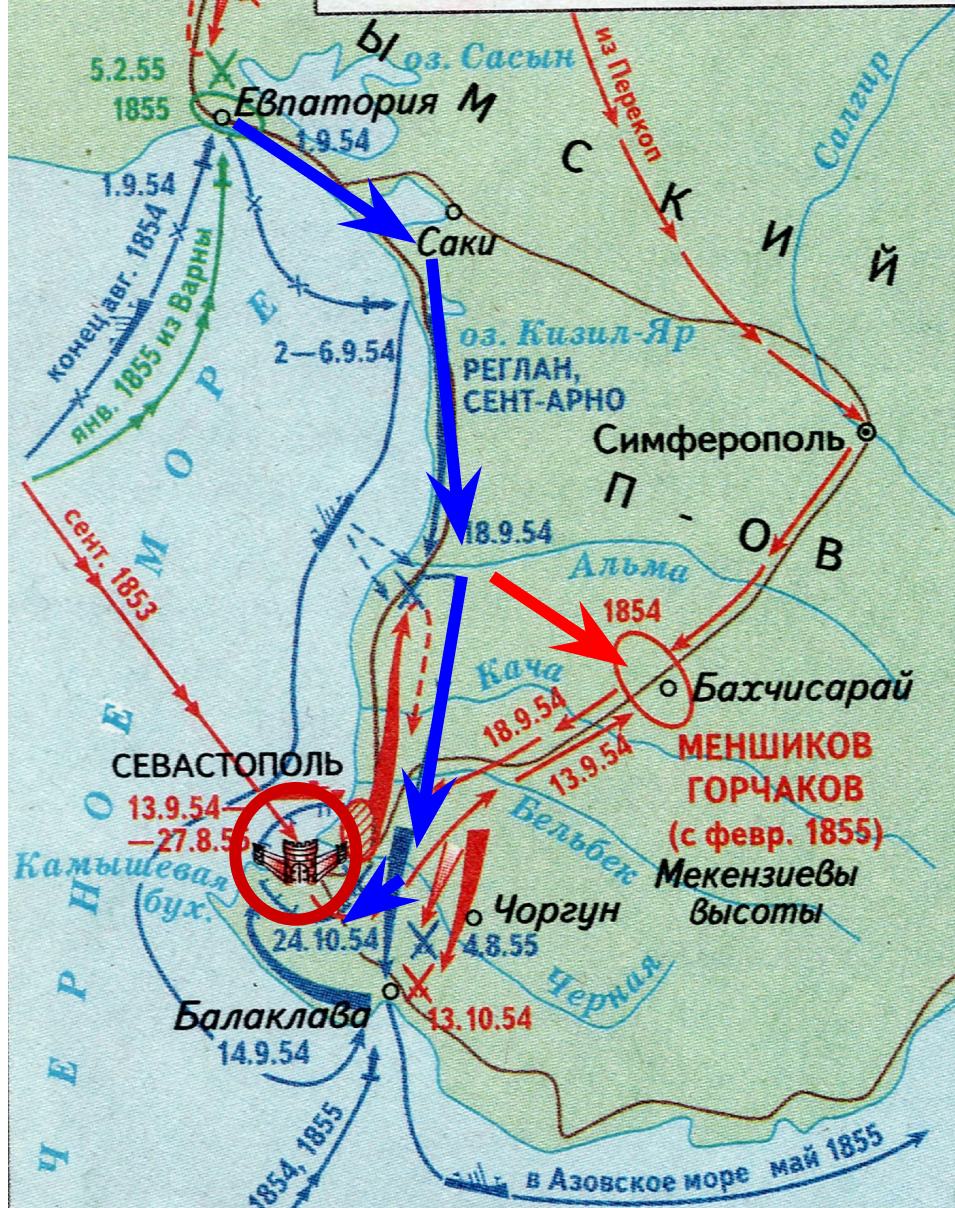 Ы
М
С
К
И
Й
П
-
О
В
оз. Сасын
из Перекоп
Салгир
5.2.55
1855
Евпатория
1.9.54
1.9.54
Саки
конец авг. 1854
янв. 1855 из Варны
2—6.9.54
оз. Кизил-Яр
РЕГЛАН,
СЕНТ-АРНО
Симферополь
18.9.54
Альма
сент. 1853
1854
Кача
Бахчисарай
18.9.54
13.9.54
МЕНШИКОВ
ГОРЧАКОВ
(с февр. 1855)
СЕВАСТОПОЛЬ
13.9.54—
—27.8.55
Бельбек
Камышевая
бух.
Мекензиевы
высоты
Чоргун
24.10.54
4.8.55
Черная
Балаклава
13.10.54
14.9.54
1854, 1855
в Азовское море май 1855
ЧЕРНОЕ МОРЕ